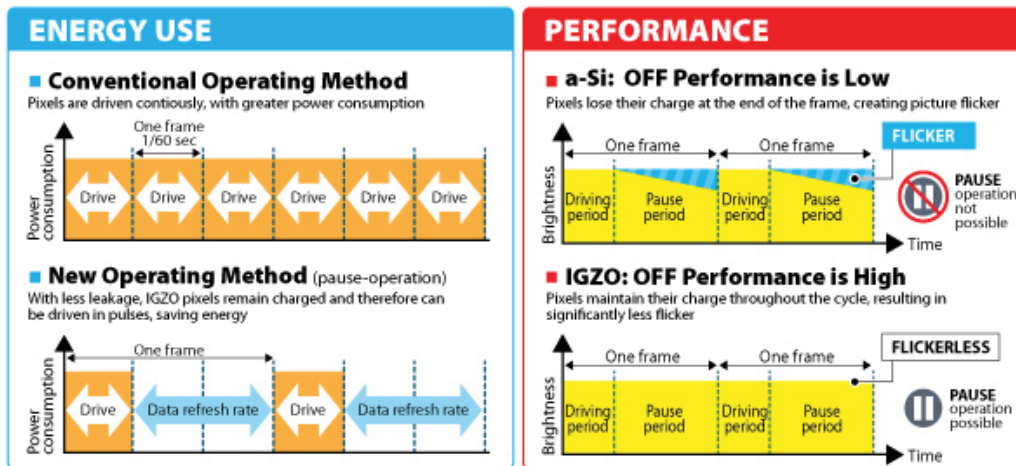 ENERGY USE
Conventional Operating Method
Pixels are driven contiously, with greater power consumption
Power
consumption
One frame
1/60 sec
Drive
Drive
Drive
Drive
Drive
Drive
New Operating Method (pause-operation)
With less leakage, IGZO pixels remain charged and therefore can
be driven in pulses, saving energy
Power
consumption
One frame
Drive
Data refresh rate
Drive
Data refresh rate
PERFORMANCE
a-Si: OFF Performance is Low
Pixels lose their charge at the end of the frame, creating picture flicker
Brightness
One frame
One frame
FLICKER
Driving
period
Pause
period
Driving
period
Pause
period
PAUSE
operation
not
possible
Time
IGZO: OFF Performance is High
Pixels maintain their charge throughout the cycle, resulting in
significantly less flicker
Brightness
One frame
One frame
FLICKERLESS
Driving
period
Pause
period
Driving
period
Pause
period
PAUSE
operation
possible
Time